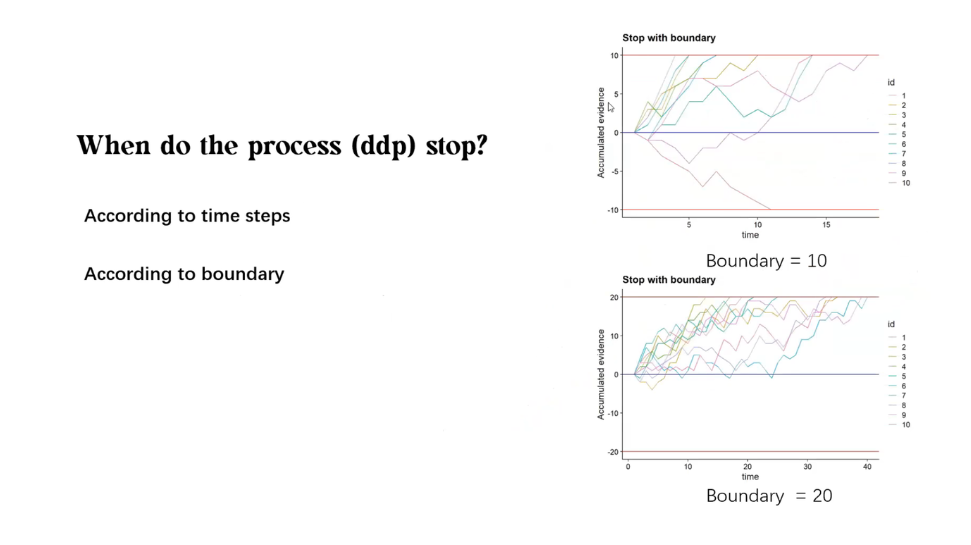 When do the process (ddp) stop?
According to time steps
According to boundary
Stop with boundary
Accumulated evidence
10
5
0
-5
-10
5
10
15
time
id
1
2
3
4
5
6
7
8
9
10
Boundary = 10
Stop with boundary
Accumulated evidence
20
10
0
-10
-20
0
10
20
30
40
time
id
1
2
3
4
5
6
7
8
9
10
Boundary = 20